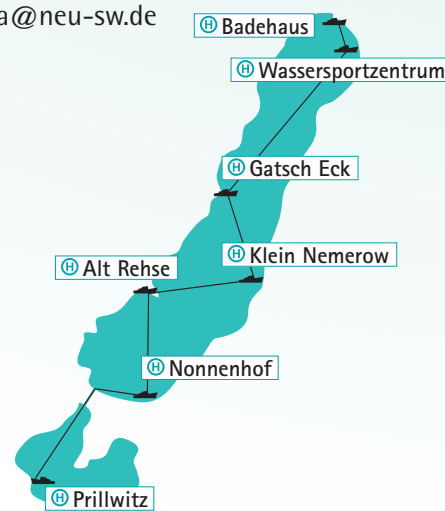 a@neu-sw.de
H Badehaus
H Wassersportzentrum
H Gatsch Eck
H Klein Nemerow
H Alt Rehse
H Nonnenhof
H Prillwitz